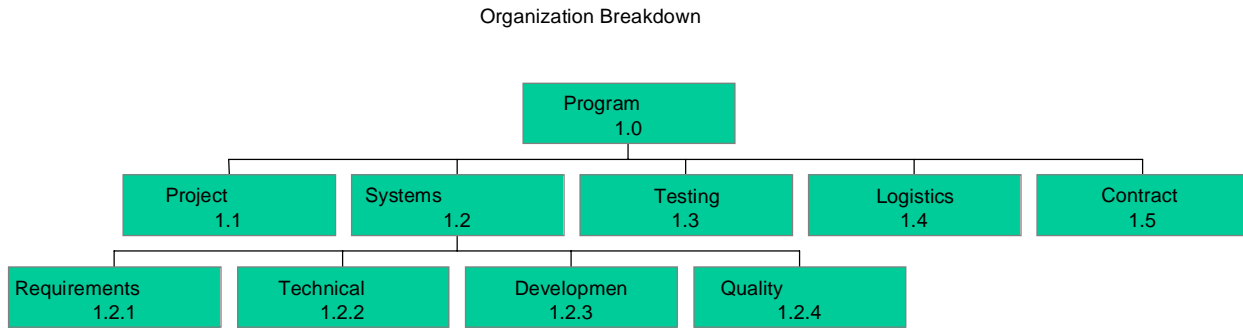 Organization Breakdown
Program
1.0
Project
1.1
Systems
1.2
Testing
1.3
Logistics
1.4
Contract
1.5
Requirements
1.2.1
Technical
1.2.2
Developmen
1.2.3
Quality
1.2.4